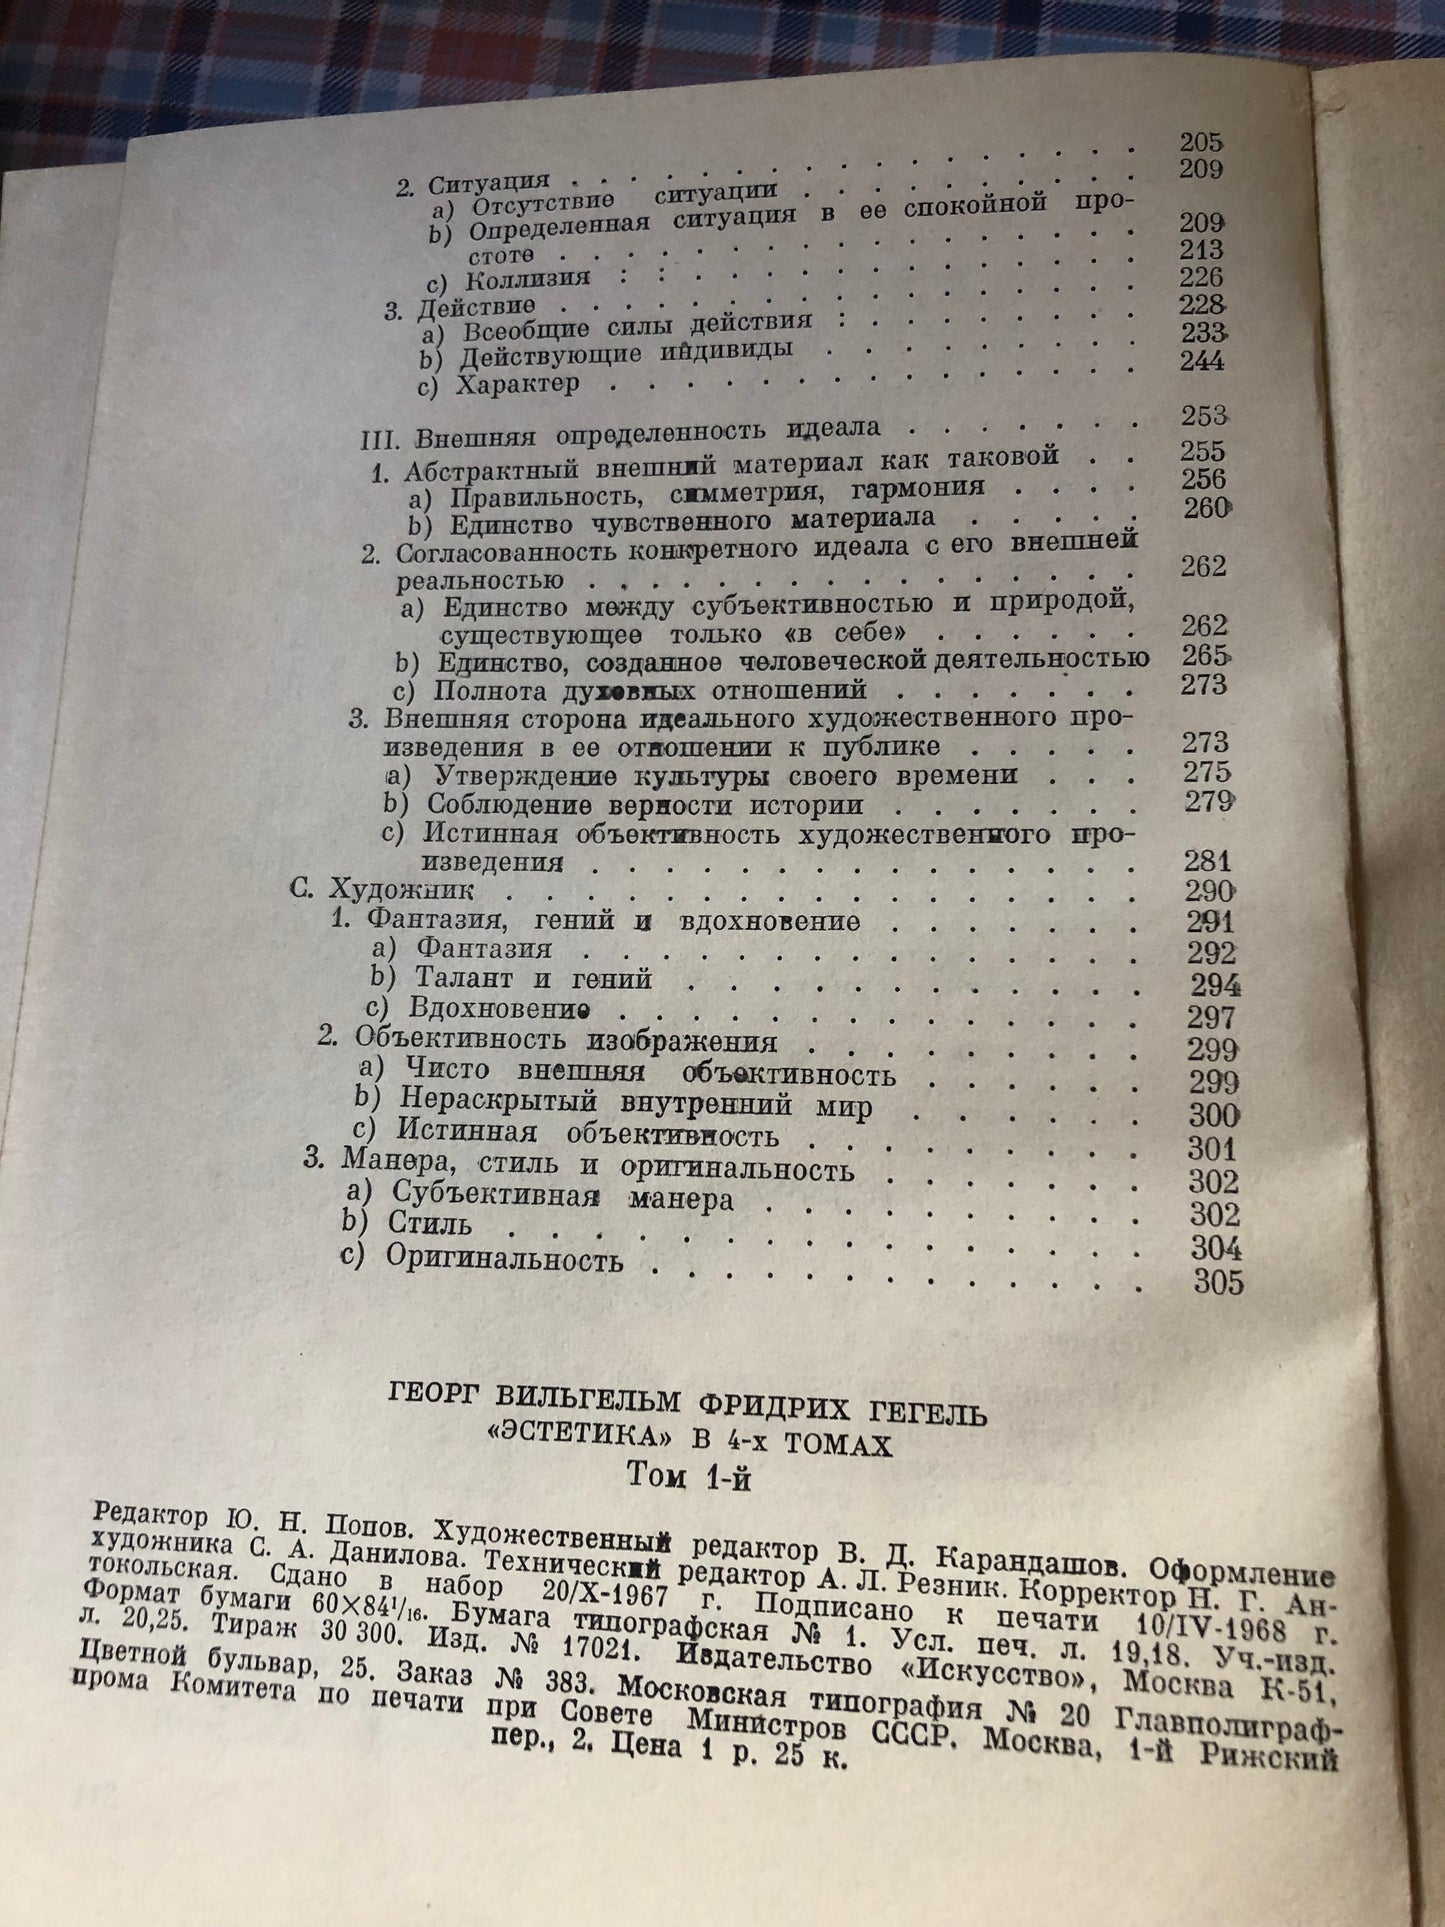 2. Ситуация . . . . . . . . . . . . . . . . 205
a) Отсутствие ситуации . . . . . . . . . 209
b) Определенная ситуация в ее спокойной про-
стоте . . . . . . . . . . . . . . . 209
c) Коллизия : : . . . . . . . . . . . . 213
3. Действие . . . . . . . . . . . . . . . 226
a) Всеобщие силы действия : . . . . . . . 228
b) Действующие индивиды . . . . . . . . 233
c) Характер . . . . . . . . . . . . . . 244
III. Внешняя определенность идеала . . . . . . . 253
1. Абстрактный внешний материал как таковой . . 255
a) Правильность, симметрия, гармония . . . . 256
b) Единство чувственного материала . . . . . 260
2. Согласованность конкретного идеала с его внешней
реальностью . . . . . . . . . . . . . . 262
a) Единство между субъективностью и природой,
существующее только «в себе» . . . . . . 262
b) Единство, созданное человеческой деятельностью 265
c) Полнота духовных отношений . . . . . . . 273
3. Внешняя сторона идеального художественного про-
изведения в ее отношении к публике . . . . . 273
a) Утверждение культуры своего времени . . . 275
b) Соблюдение верности истории . . . . . . . 279
c) Истинная объективность художественного про-
изведения . . . . . . . . . . . . . . 281
С. Художник . . . . . . . . . . . . . . . . 290
1. Фантазия, гений и вдохновение . . . . . . . 291
a) Фантазия . . . . . . . . . . . . . . 292
b) Талант и гений . . . . . . . . . . . . 294
c) Вдохновение . . . . . . . . . . . . . 297
2. Объективность изображения . . . . . . . . . 299
a) Чисто внешняя объективность . . . . . . 299
b) Нераскрытый внутренний мир . . . . . . 300
c) Истинная объективность . . . . . . . . . 301
3. Манера, стиль и оригинальность . . . . . . . 302
a) Субъективная манера . . . . . . . . . . 302
b) Стиль . . . . . . . . . . . . . . . . 304
c) Оригинальность . . . . . . . . . . . . . 305
ГЕОРГ ВИЛЬГЕЛЬМ ФРИДРИХ ГЕГЕЛЬ
«ЭСТЕТИКА» В 4-х ТОМАХ
Том 1-й
Редактор Ю. Н. Попов. Художественный редактор В. Д. Карандашов. Оформление
художника С. А. Данилова. Технический редактор А. Л. Резник. Корректор Н. Г. Ан-
токольская. Сдано в набор 20/X-1967 г. Подписано к печати 10/IV-1968 г.
Формат бумаги 60×84¹/₁₆. Бумага типографская № 1. Усл. печ. л. 19,18. Уч.-изд.
л. 20,25. Тираж 30 300. Изд. № 17021. Издательство «Искусство», Москва К-51,
Цветной бульвар, 25. Заказ № 383. Московская типография № 20 Главполиграф-
прома Комитета по печати при Совете Министров СССР. Москва, 1-й Рижский
пер., 2. Цена 1 р. 25 к.